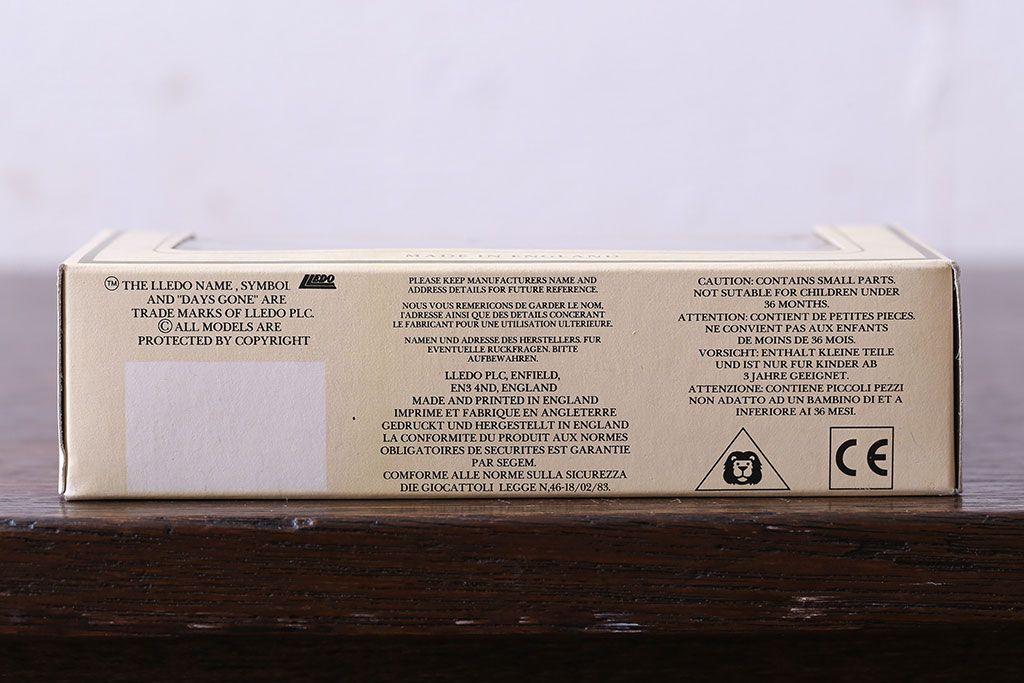 MADE IN ENGLAND
™ THE LLEDO NAME, SYMBOL
AND "DAYS GONE" ARE
TRADE MARKS OF LLEDO PLC.
© ALL MODELS ARE
PROTECTED BY COPYRIGHT
LLEDO
PLEASE KEEP MANUFACTURERS NAME AND
ADDRESS DETAILS FOR FUTURE REFERENCE.
NOUS VOUS REMERICONS DE GARDER LE NOM,
l'ADRESSE AINSI QUE DES DETAILS CONCERANT
LE FABRICANT POUR UNE UTILISATION ULTERIEURE.
NAMEN UND ADRESSE DES HERSTELLERS. FUR
EVENTUELLE RUCKFRAGEN. BITTE
AUFBEWAHREN.
LLEDO PLC, ENFIELD,
EN3 4ND, ENGLAND
MADE AND PRINTED IN ENGLAND
IMPRIME ET FABRIQUE EN ANGLETERRE
GEDRUCKT UND HERGESTELLT IN ENGLAND
LA CONFORMITE DU PRODUIT AUX NORMES
OBLIGATOIRES DE SECURITES EST GARANTIE
PAR SEGEM.
COMFORME ALLE NORME SULLA SICUREZZA
DIE GIOCATTOLI LEGGE N,46-18/02/83.
CAUTION: CONTAINS SMALL PARTS.
NOT SUTABLE FOR CHILDREN UNDER
36 MONTHS.
ATTENTION: CONTIENT DE PETITES PIECES.
NE CONVIENT PAS AUX ENFANTS
DE MOINS DE 36 MOIS.
VORSICHT: ENTHALT KLEINE TEILE
UND IST NUR FUR KINDER AB
3 JAHRE GEEIGNET.
ATTENZIONE: CONTIENE PICCOLI PEZZI
NON ADATTO AD UN BAMBINO DI ET A
INFERIORE AI 36 MESI.
CE